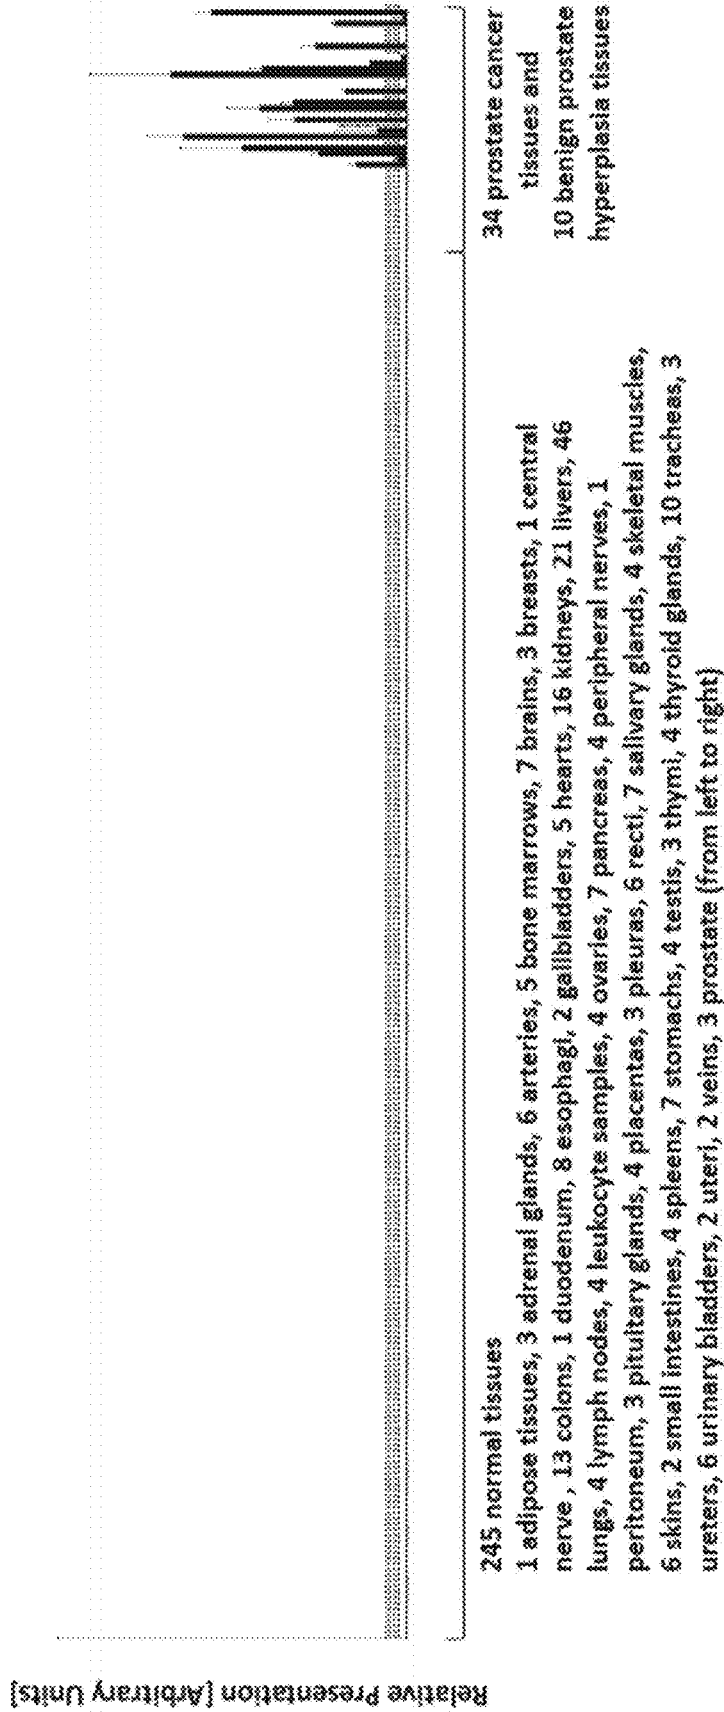 Relative Presentation [Arbitrary Units]
245 normal tissues
1 adipose tissues, 3 adrenal glands, 6 arteries, 5 bone marrows, 7 brains, 3 breasts, 1 central
nerve , 13 colons, 1 duodenum, 8 esophagi, 2 gallbladders, 5 hearts, 16 kidneys, 21 livers, 46
lungs, 4 lymph nodes, 4 leukocyte samples, 4 ovaries, 7 pancreas, 4 peripheral nerves, 1
peritoneum, 3 pituitary glands, 4 placentas, 3 pleuras, 6 recti, 7 salivary glands, 4 skeletal muscles,
6 skins, 2 small intestines, 4 spleens, 7 stomachs, 4 testis, 3 thymi, 4 thyroid glands, 10 tracheas, 3
ureters, 6 urinary bladders, 2 uteri, 2 veins, 3 prostate (from left to right)
34 prostate cancer
tissues and
10 benign prostate
hyperplasia tissues